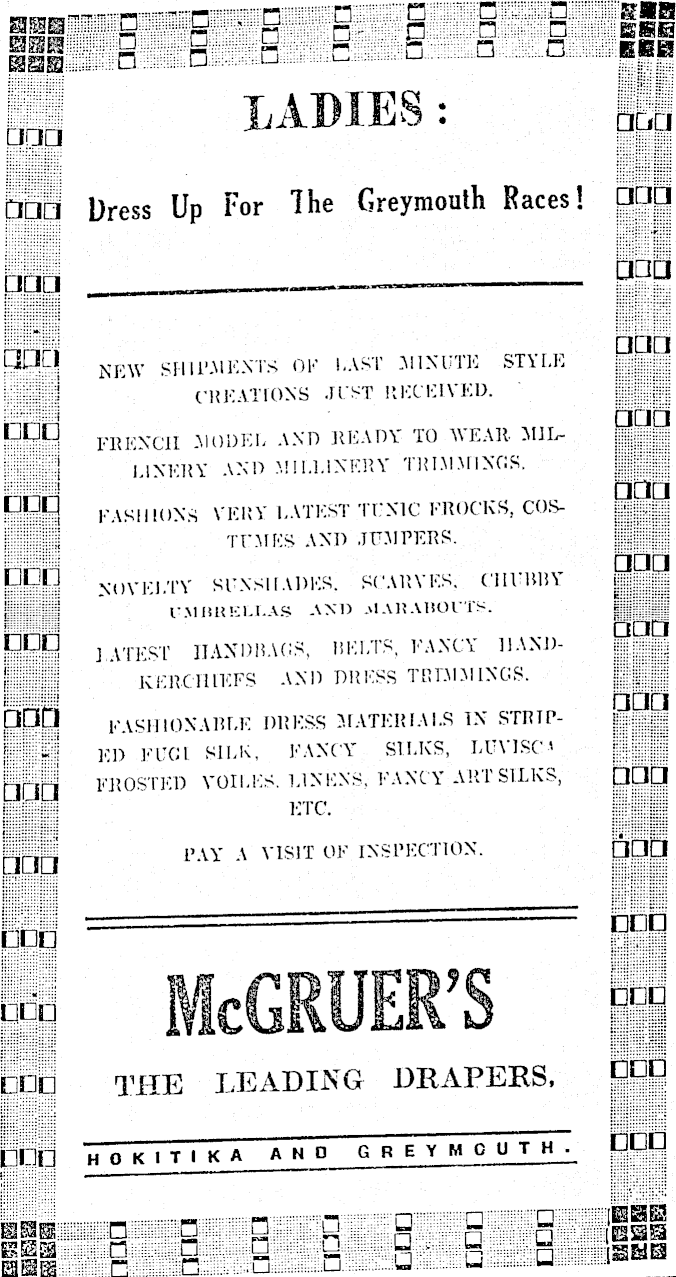 LADIES :
Dress Up For The Greymouth Races!
NEW SHIPMENTS OF LAST MINUTE STYLE
CREATIONS JUST RECEIVED.
FRENCH MODEL AND READY TO WEAR MIL-
LINERY AND MILLINERY TRIMMINGS.
FASHIONS VERY LATEST TUNIC FROCKS, COS-
TUMES AND JUMPERS.
NOVELTY SUNSHADES, SCARVES, CHUBBY
UMBRELLAS AND MARABOUTS.
LATEST HANDBAGS, BELTS, FANCY HAND-
KERCHIEFS AND DRESS TRIMMINGS.
FASHIONABLE DRESS MATERIALS IN STRIP-
ED FUGI SILK, FANCY SILKS, LUVISCA
FROSTED VOILES, LINENS, FANCY ART SILKS,
ETC.
PAY A VISIT OF INSPECTION.
McGRUER'S
THE LEADING DRAPERS,
HOKITIKA AND GREYMOUTH.